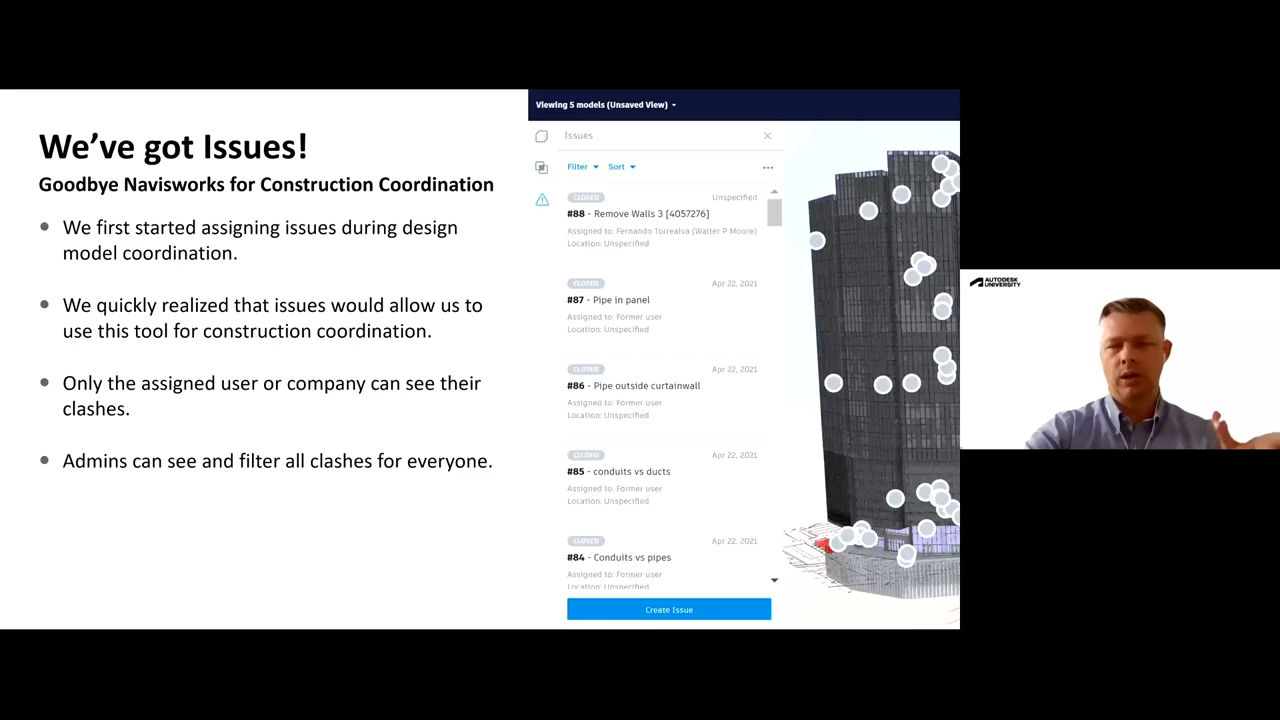 We've got Issues!
Goodbye Navisworks for Construction Coordination
• We first started assigning issues during design
model coordination.
• We quickly realized that issues would allow us to
use this tool for construction coordination.
• Only the assigned user or company can see their
clashes.
• Admins can see and filter all clashes for everyone.
Viewing 5 models (Unsaved View)
Issues
Filter Sort
CLOSED Unspecified
#88 - Remove Walls 3 [4057276]
Assigned to: Fernando Torrealva (Walter P Moore)
Location: Unspecified
CLOSED Apr 22, 2021
#87 - Pipe in panel
Assigned to: Former user
Location: Unspecified
CLOSED Apr 22, 2021
#86 - Pipe outside curtainwall
Assigned to: Former user
Location: Unspecified
CLOSED Apr 22, 2021
#85 - conduits vs ducts
Assigned to: Former user
Location: Unspecified
CLOSED Apr 22, 2021
#84 - Conduits vs pipes
Assigned to: Former user
Location: Unspecified
Create Issue
AUTODESK
UNIVERSITY